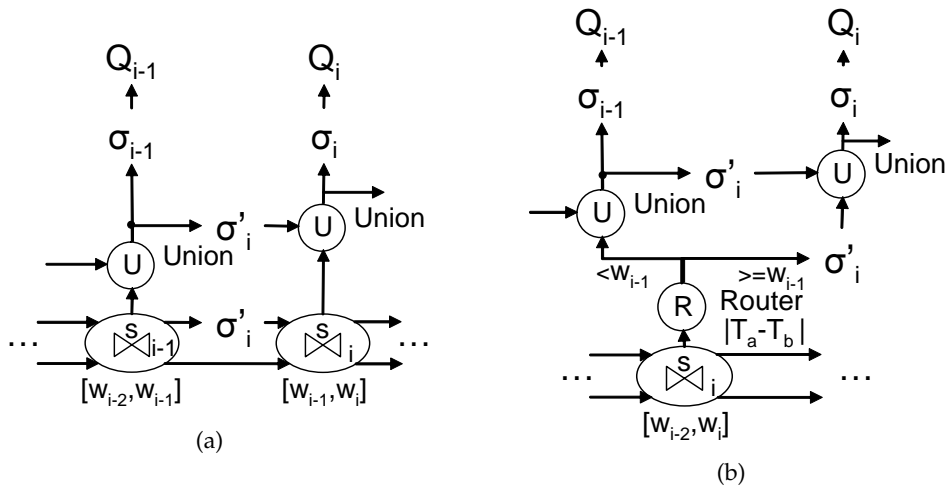 Q_{i-1} Q_i
σ_{i-1} σ_i
Union
U σ'_i U
Union
s σ'_i s
... ⋈_{i-1} ⋈_i ...
[w_{i-2},w_{i-1}] [w_{i-1},w_i]
(a)
Q_{i-1} Q_i
σ_{i-1} σ_i
Union
σ'_i U
U Union
<w_{i-1} >=w_{i-1} σ'_i
R Router
|T_a-T_b|
s
... ⋈_i ...
[w_{i-2},w_i]
(b)